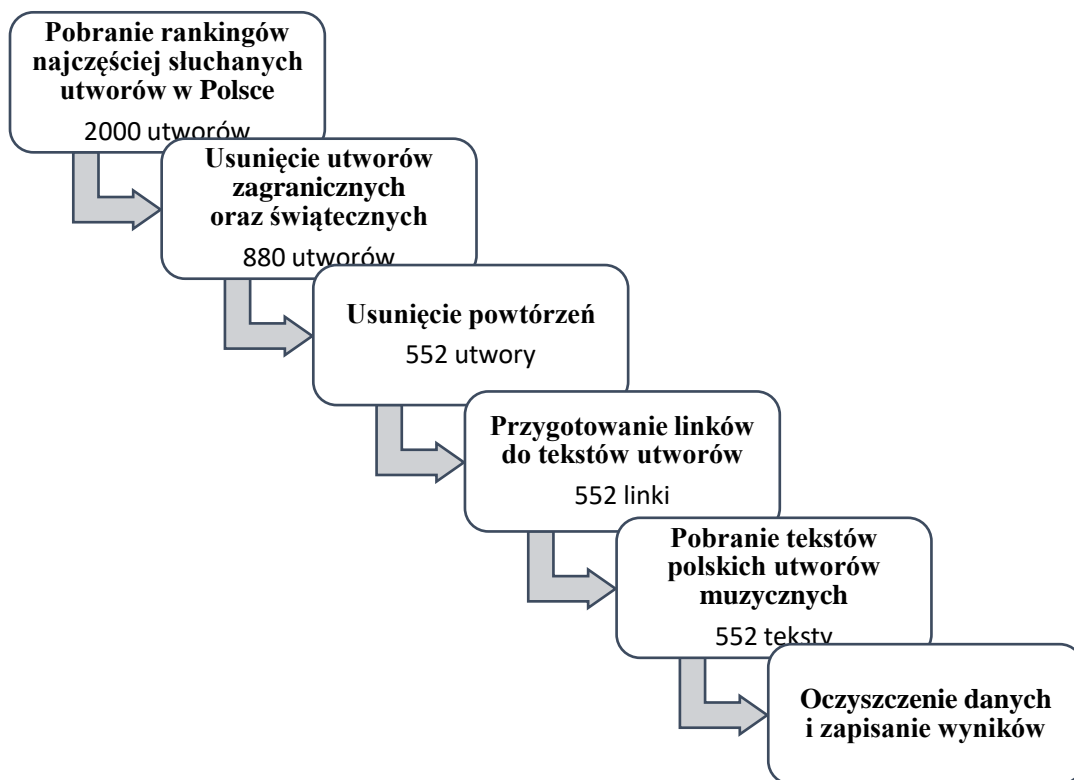 Pobranie rankingów
najczęściej słuchanych
utworów w Polsce
2000 utworów
Usunięcie utworów
zagranicznych
oraz świątecznych
880 utworów
Usunięcie powtórzeń
552 utwory
Przygotowanie linków
do tekstów utworów
552 linki
Pobranie tekstów
polskich utworów
muzycznych
552 teksty
Oczyszczenie danych
i zapisanie wyników